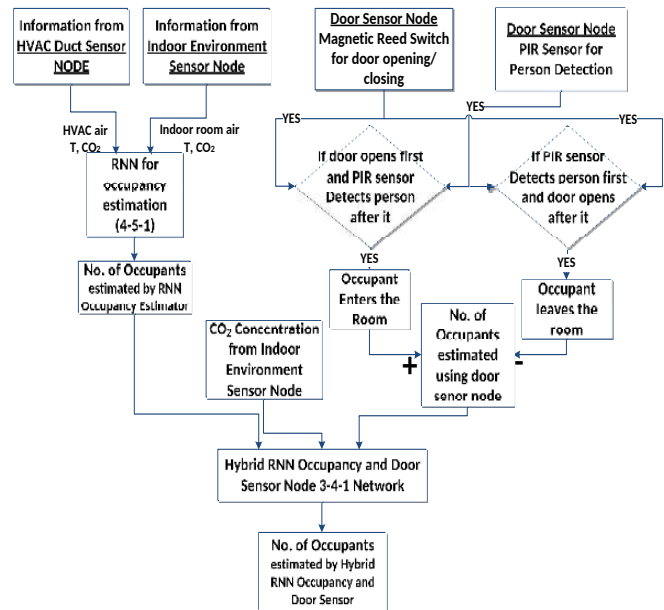 Information from
HVAC Duct Sensor
NODE
Information from
Indoor Environment
Sensor Node
Door Sensor Node
Magnetic Reed Switch
for door opening/
closing
Door Sensor Node
PIR Sensor for
Person Detection
YES
YES
YES
HVAC air
T, CO2
Indoor room air
T, CO2
RNN for
occupancy
estimation
(4-5-1)
If door opens first
and PIR sensor
Detects person
after it
If PIR sensor
Detects person first
and door opens
after it
YES
YES
No. of Occupants
estimated by RNN
Occupancy Estimator
Occupant
Enters the
Room
Occupant
leaves the
room
CO2 Concentration
from Indoor
Environment
Sensor Node
No. of
Occupants
estimated
using door
senor node
+
-
Hybrid RNN Occupancy and Door
Sensor Node 3-4-1 Network
No. of Occupants
estimated by Hybrid
RNN Occupancy and
Door Sensor